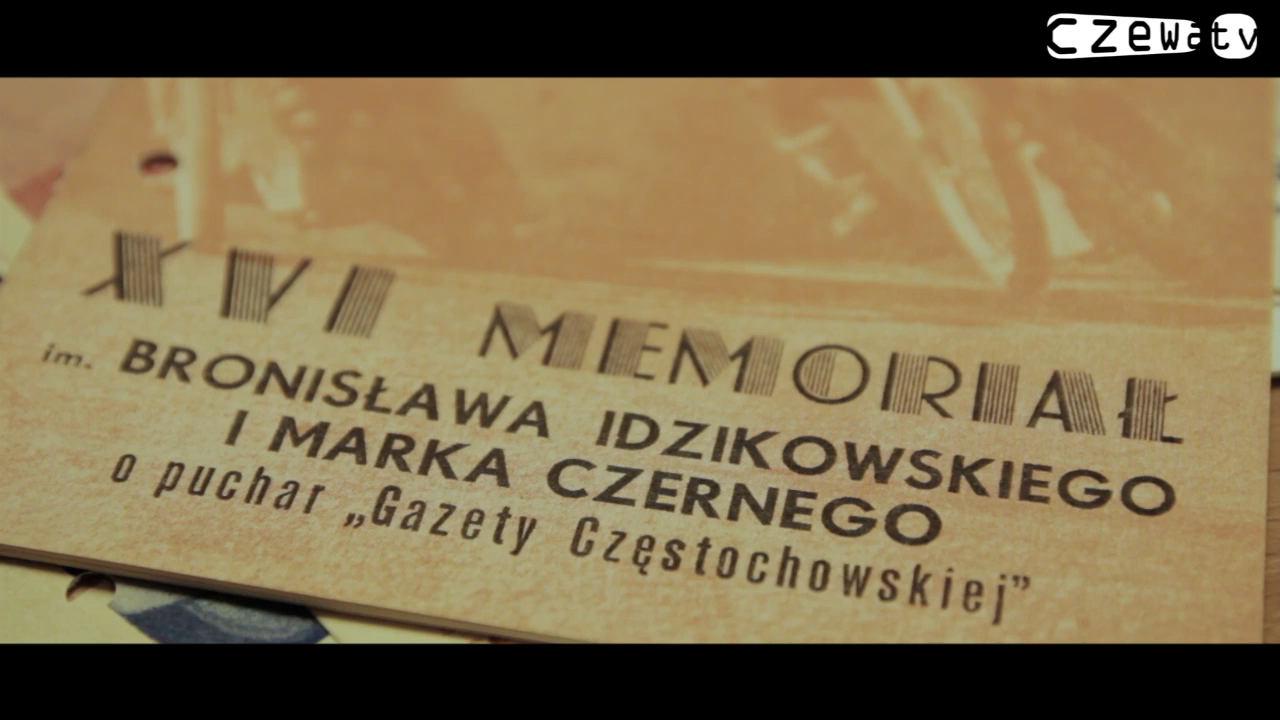 czewatv
XVI MEMORIAŁ
im. BRONISŁAWA IDZIKOWSKIEGO
I MARKA CZERNEGO
o puchar „Gazety Częstochowskiej”